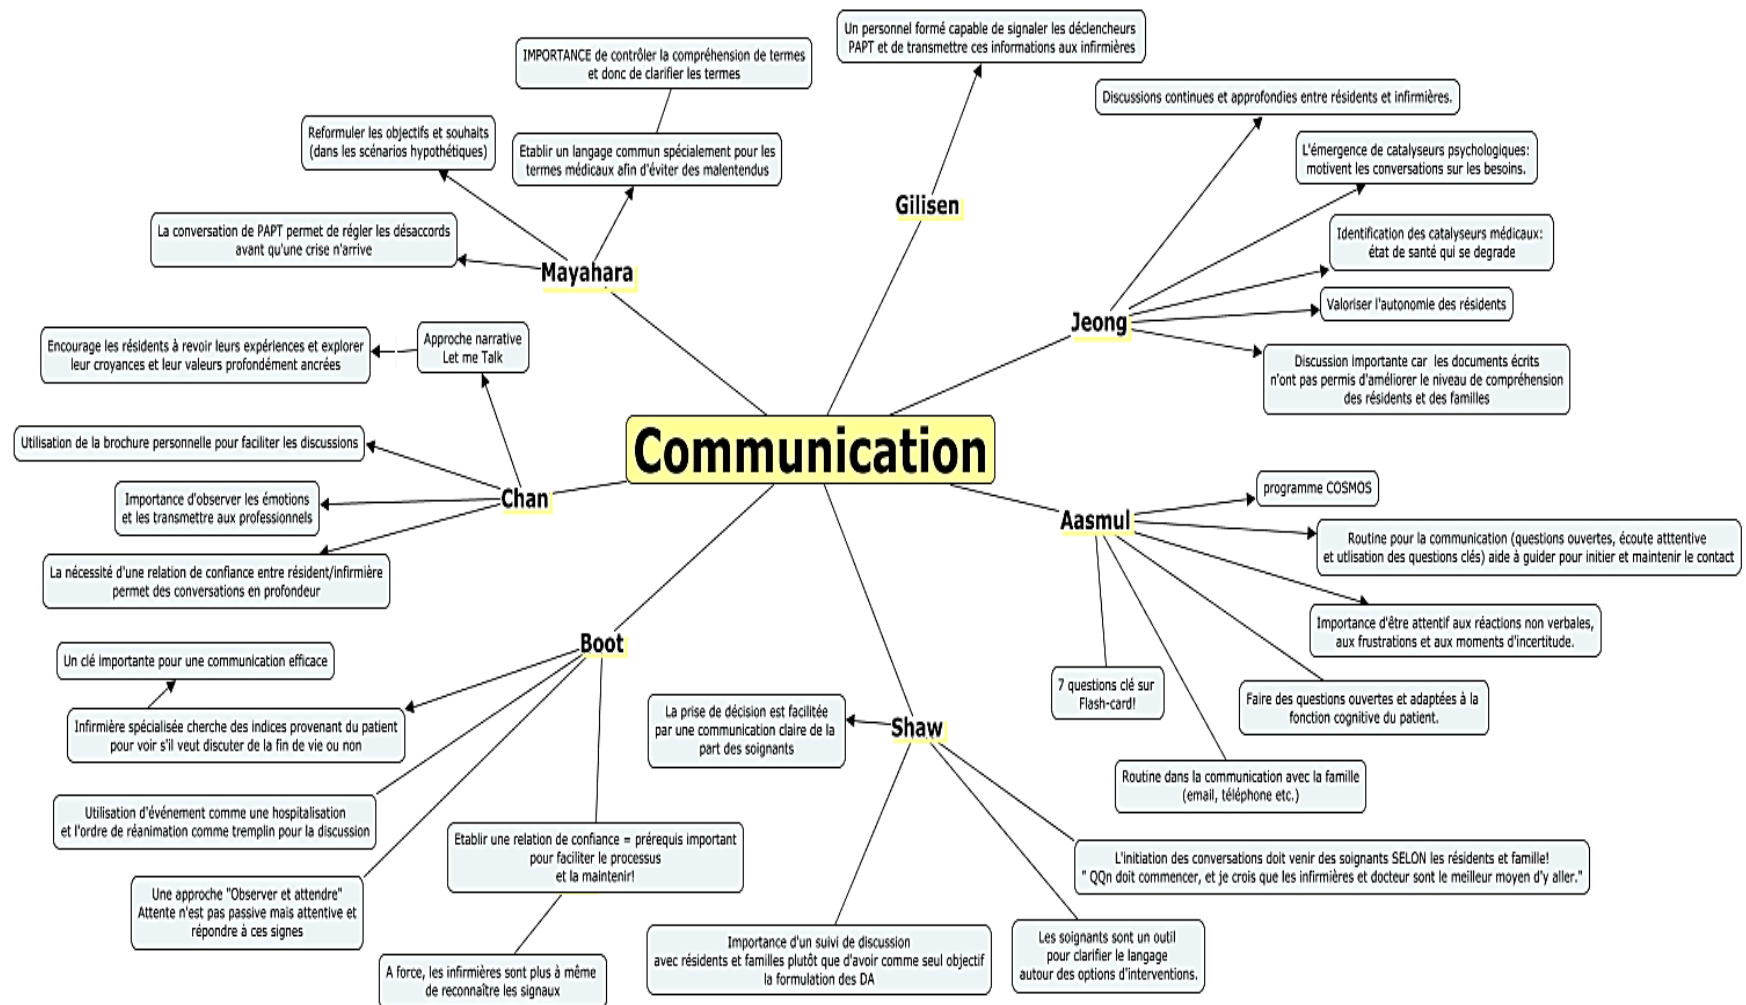 Communication
Gilisen
Un personnel formé capable de signaler les déclencheurs
PAPT et de transmettre ces informations aux infirmières
Jeong
Discussions continues et approfondies entre résidents et infirmières.
L'émergence de catalyseurs psychologiques:
motivent les conversations sur les besoins.
Identification des catalyseurs médicaux:
état de santé qui se degrade
Valoriser l'autonomie des résidents
Discussion importante car les documents écrits
n'ont pas permis d'améliorer le niveau de compréhension
des résidents et des familles
Aasmul
programme COSMOS
Routine pour la communication (questions ouvertes, écoute atttentive
et utlisation des questions clés) aide à guider pour initier et maintenir le contact
Importance d'être attentif aux réactions non verbales,
aux frustrations et aux moments d'incertitude.
Faire des questions ouvertes et adaptées à la
fonction cognitive du patient.
Routine dans la communication avec la famille
(email, téléphone etc.)
7 questions clé sur
Flash-card!
Shaw
L'initiation des conversations doit venir des soignants SELON les résidents et famille!
" QQn doit commencer, et je crois que les infirmières et docteur sont le meilleur moyen d'y aller."
Les soignants sont un outil
pour clarifier le langage
autour des options d'interventions.
Importance d'un suivi de discussion
avec résidents et familles plutôt que d'avoir comme seul objectif
la formulation des DA
La prise de décision est facilitée
par une communication claire de la
part des soignants
Boot
Etablir une relation de confiance = prérequis important
pour faciliter le processus
et la maintenir!
A force, les infirmières sont plus à même
de reconnaître les signaux
Une approche "Observer et attendre"
Attente n'est pas passive mais attentive et
répondre à ces signes
Utilisation d'événement comme une hospitalisation
et l'ordre de réanimation comme tremplin pour la discussion
Infirmière spécialisée cherche des indices provenant du patient
pour voir s'il veut discuter de la fin de vie ou non
Un clé importante pour une communication efficace
Chan
La nécessité d'une relation de confiance entre résident/infirmière
permet des conversations en profondeur
Importance d'observer les émotions
et les transmettre aux professionnels
Utilisation de la brochure personnelle pour faciliter les discussions
Approche narrative
Let me Talk
Encourage les résidents à revoir leurs expériences et explorer
leur croyances et leur valeurs profondément ancrées
Mayahara
La conversation de PAPT permet de régler les désaccords
avant qu'une crise n'arrive
Reformuler les objectifs et souhaits
(dans les scénarios hypothétiques)
Etablir un langage commun spécialement pour les
termes médicaux afin d'éviter des malentendus
IMPORTANCE de contrôler la compréhension de termes
et donc de clarifier les termes